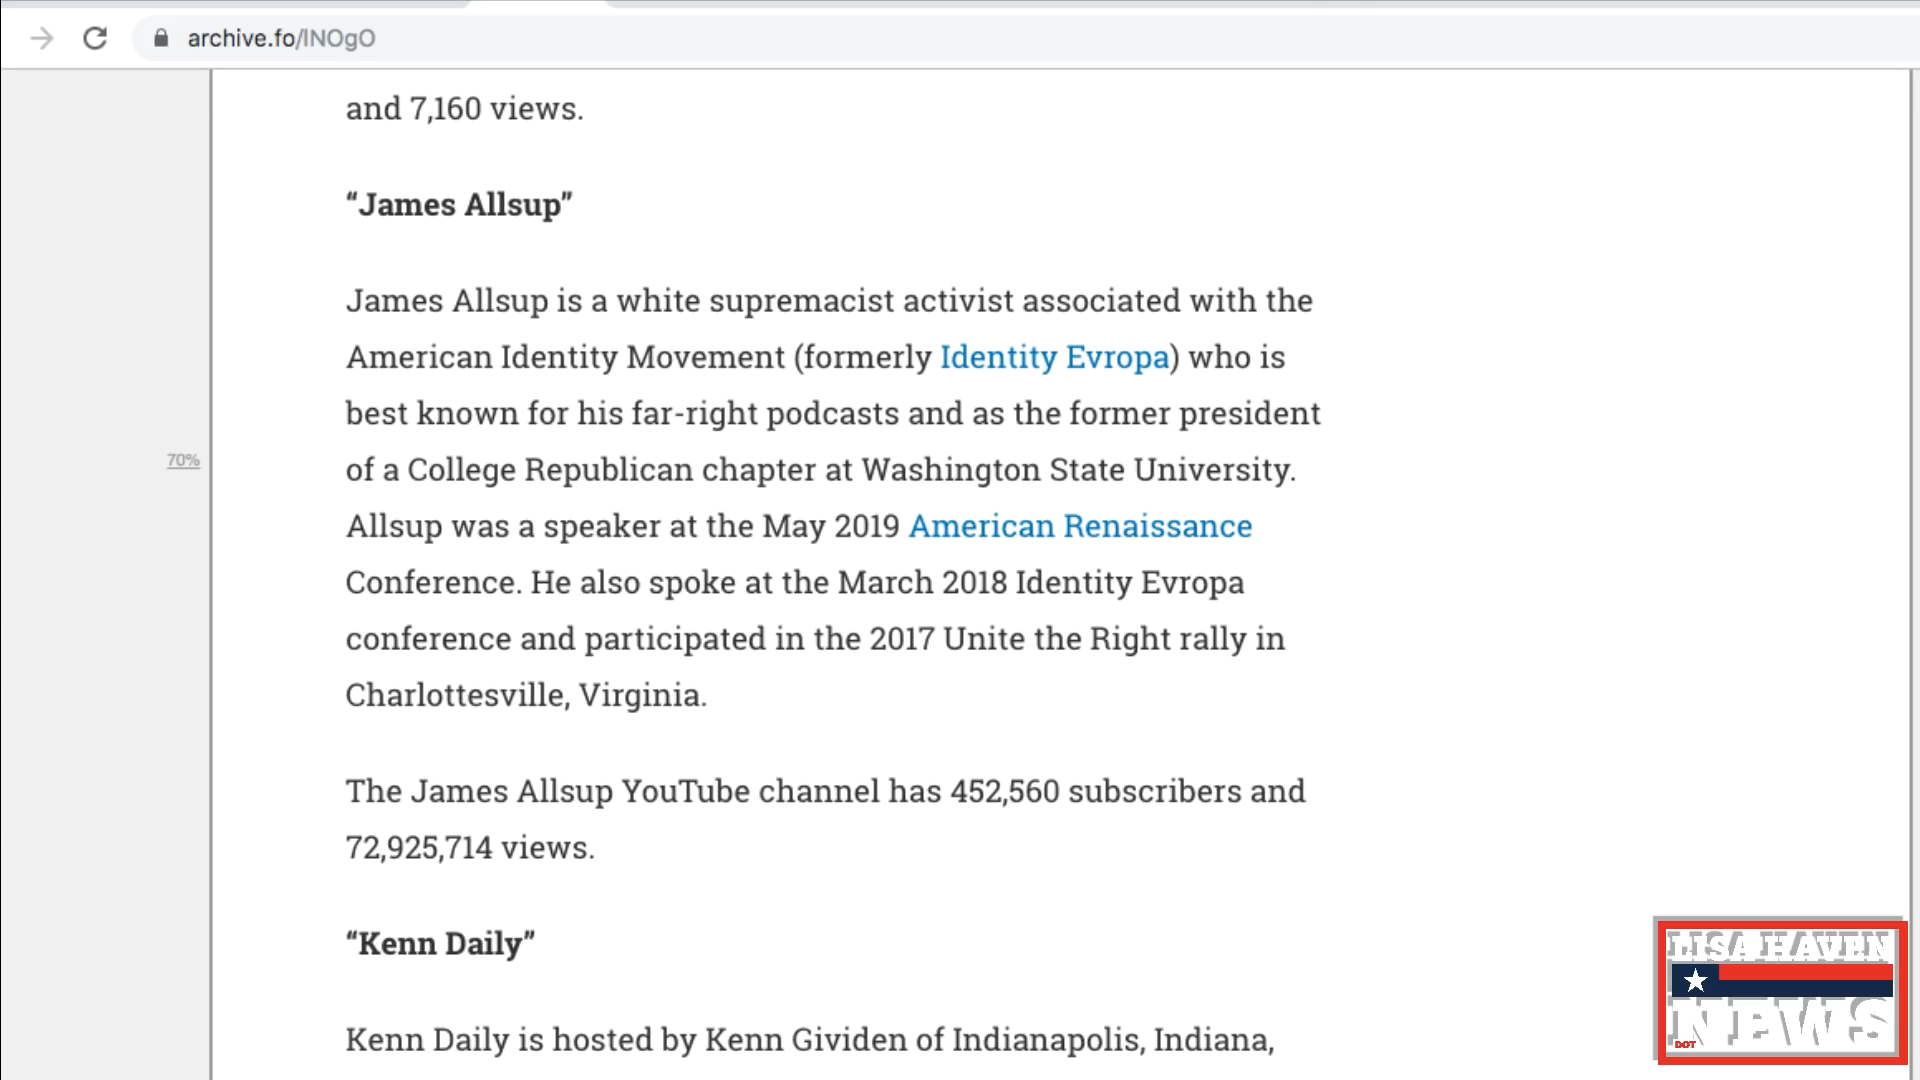 archive.fo/lNOgO
and 7,160 views.
“James Allsup”
James Allsup is a white supremacist activist associated with the
American Identity Movement (formerly Identity Evropa) who is
best known for his far-right podcasts and as the former president
70%
of a College Republican chapter at Washington State University.
Allsup was a speaker at the May 2019 American Renaissance
Conference. He also spoke at the March 2018 Identity Evropa
conference and participated in the 2017 Unite the Right rally in
Charlottesville, Virginia.
The James Allsup YouTube channel has 452,560 subscribers and
72,925,714 views.
“Kenn Daily”
Kenn Daily is hosted by Kenn Gividen of Indianapolis, Indiana,
LISA HAVEN
NEWS
DOT